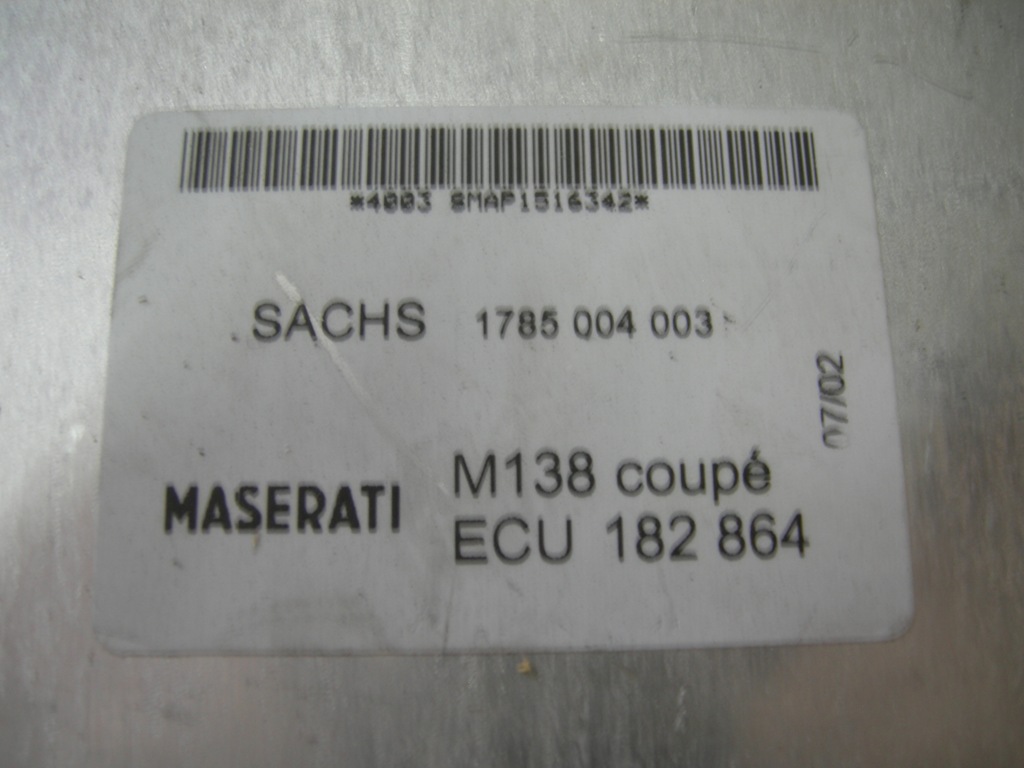 *4003 SMAP1516342*
SACHS 1785 004 003
07/02
MASERATI
M138 coupé
ECU 182 864